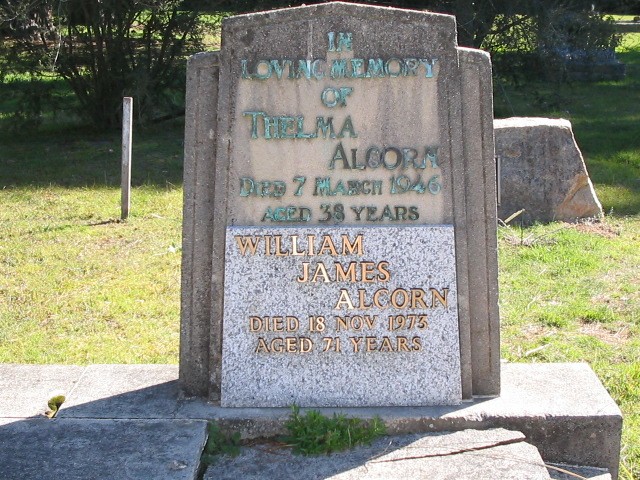 IN
LOVING MEMORY
OF
THELMA
ALCORN
DIED 7 MARCH 1946
AGED 38 YEARS
WILLIAM
JAMES
ALCORN
DIED 18 NOV 1973
AGED 71 YEARS